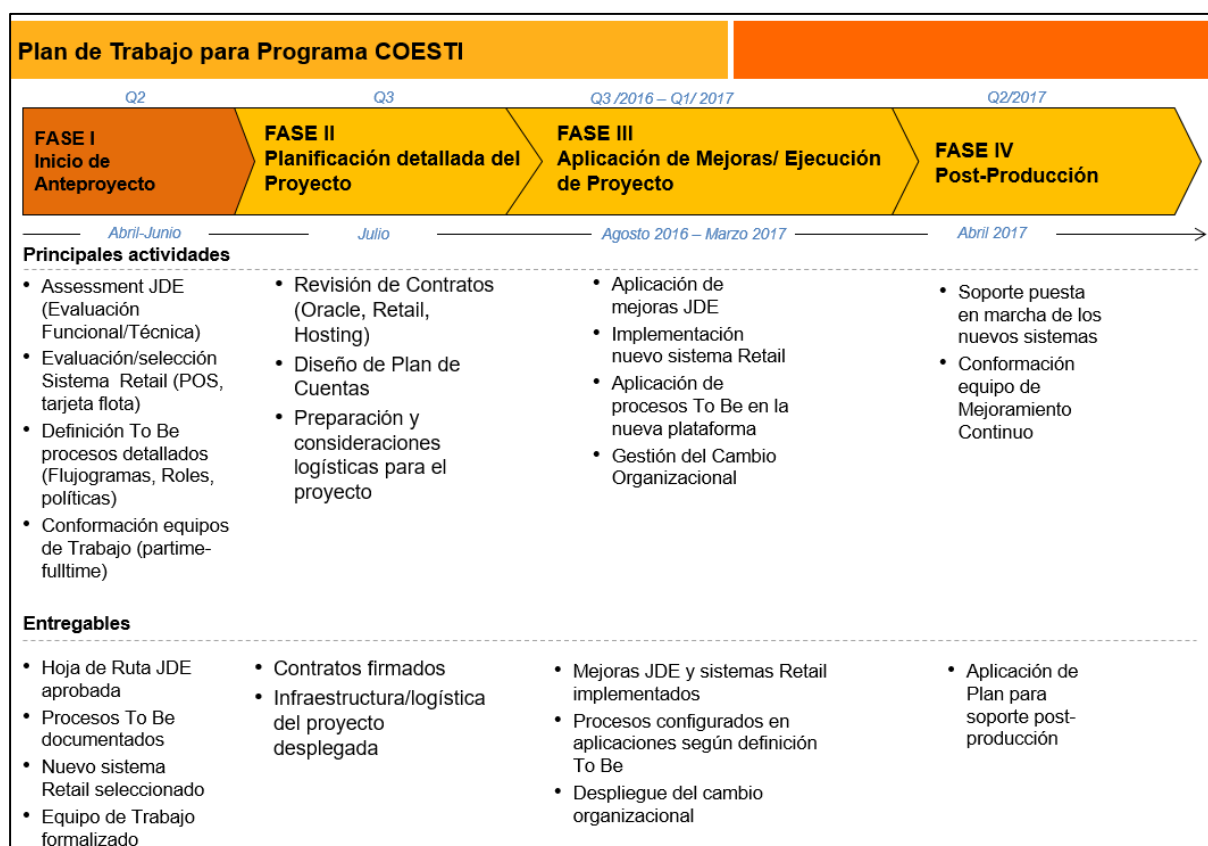 Plan de Trabajo para Programa COESTI
Q2
Q3
Q3 /2016 – Q1/ 2017
Q2/2017
FASE I
Inicio de
Anteproyecto
FASE II
Planificación detallada del
Proyecto
FASE III
Aplicación de Mejoras/ Ejecución
de Proyecto
FASE IV
Post-Producción
Abril-Junio
Julio
Agosto 2016 – Marzo 2017
Abril 2017
Principales actividades
• Assessment JDE
(Evaluación
Funcional/Técnica)
• Evaluación/selección
Sistema Retail (POS,
tarjeta flota)
• Definición To Be
procesos detallados
(Flujogramas, Roles,
políticas)
• Conformación equipos
de Trabajo (partime-
fulltime)
• Revisión de Contratos
(Oracle, Retail,
Hosting)
• Diseño de Plan de
Cuentas
• Preparación y
consideraciones
logísticas para el
proyecto
• Aplicación de
mejoras JDE
• Implementación
nuevo sistema Retail
• Aplicación de
procesos To Be en la
nueva plataforma
• Gestión del Cambio
Organizacional
• Soporte puesta
en marcha de los
nuevos sistemas
• Conformación
equipo de
Mejoramiento
Continuo
Entregables
• Hoja de Ruta JDE
aprobada
• Procesos To Be
documentados
• Nuevo sistema
Retail seleccionado
• Equipo de Trabajo
formalizado
• Contratos firmados
• Infraestructura/logística
del proyecto
desplegada
• Mejoras JDE y sistemas Retail
implementados
• Procesos configurados en
aplicaciones según definición
To Be
• Despliegue del cambio
organizacional
• Aplicación de
Plan para
soporte post-
producción